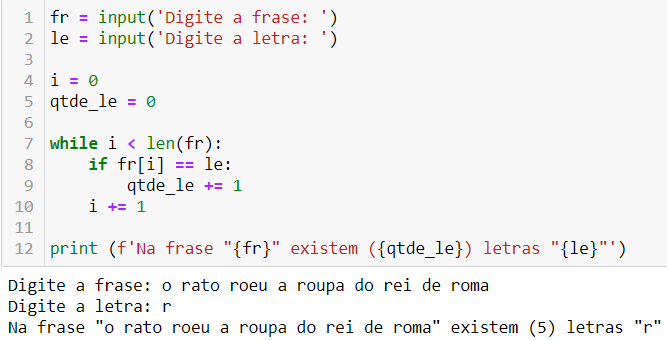 1 fr = input('Digite a frase: ')
2 le = input('Digite a letra: ')
3
4 i = 0
5 qtde_le = 0
6
7 while i < len(fr):
8     if fr[i] == le:
9         qtde_le += 1
10     i += 1
11
12 print (f'Na frase "{fr}" existem ({qtde_le}) letras "{le}"')
Digite a frase: o rato roeu a roupa do rei de roma
Digite a letra: r
Na frase "o rato roeu a roupa do rei de roma" existem (5) letras "r"